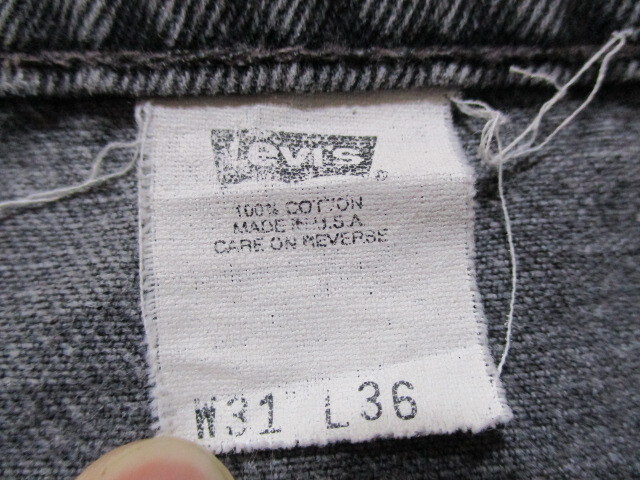 Levi's ®
100% COTTON
MADE IN U.S.A
CARE ON REVERSE
W31 L36